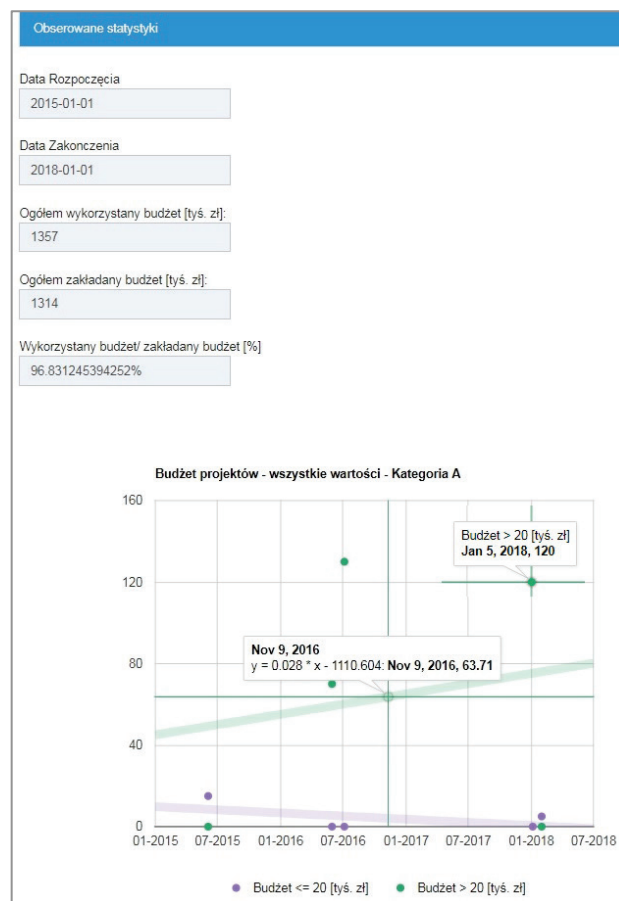 Obserowane statystyki
Data Rozpoczęcia
2015-01-01
Data Zakonczenia
2018-01-01
Ogółem wykorzystany budżet [tyś. zł]:
1357
Ogółem zakładany budżet [tyś. zł]:
1314
Wykorzystany budżet/ zakładany budżet [%]
96.831245394252%
Budżet projektów - wszystkie wartości - Kategoria A
160
Budżet > 20 [tyś. zł]
Jan 5, 2018, 120
120
Nov 9, 2016
y = 0.028 * x - 1110.604: Nov 9, 2016, 63.71
80
40
0
01-2015 07-2015 01-2016 07-2016 01-2017 07-2017 01-2018 07-2018
Budżet <= 20 [tyś. zł] Budżet > 20 [tyś. zł]